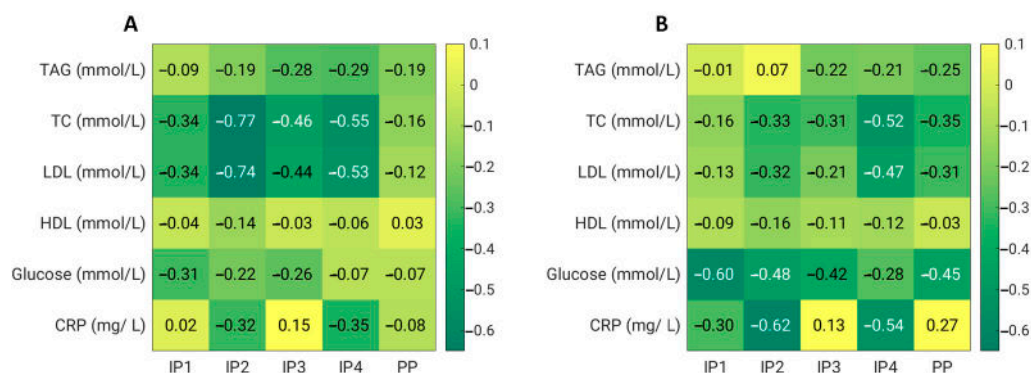 A
TAG (mmol/L) −0.09 −0.19 −0.28 −0.29 −0.19
TC (mmol/L) −0.34 −0.77 −0.46 −0.55 −0.16
LDL (mmol/L) −0.34 −0.74 −0.44 −0.53 −0.12
HDL (mmol/L) −0.04 −0.14 −0.03 −0.06 0.03
Glucose (mmol/L) −0.31 −0.22 −0.26 −0.07 −0.07
CRP (mg/ L) 0.02 −0.32 0.15 −0.35 −0.08
IP1 IP2 IP3 IP4 PP
0.1
0
−0.1
−0.2
−0.3
−0.4
−0.5
−0.6
B
TAG (mmol/L) −0.01 0.07 −0.22 −0.21 −0.25
TC (mmol/L) −0.16 −0.33 −0.31 −0.52 −0.35
LDL (mmol/L) −0.13 −0.32 −0.21 −0.47 −0.31
HDL (mmol/L) −0.09 −0.16 −0.11 −0.12 −0.03
Glucose (mmol/L) −0.60 −0.48 −0.42 −0.28 −0.45
CRP (mg/ L) −0.30 −0.62 0.13 −0.54 0.27
IP1 IP2 IP3 IP4 PP
0.1
0
−0.1
−0.2
−0.3
−0.4
−0.5
−0.6